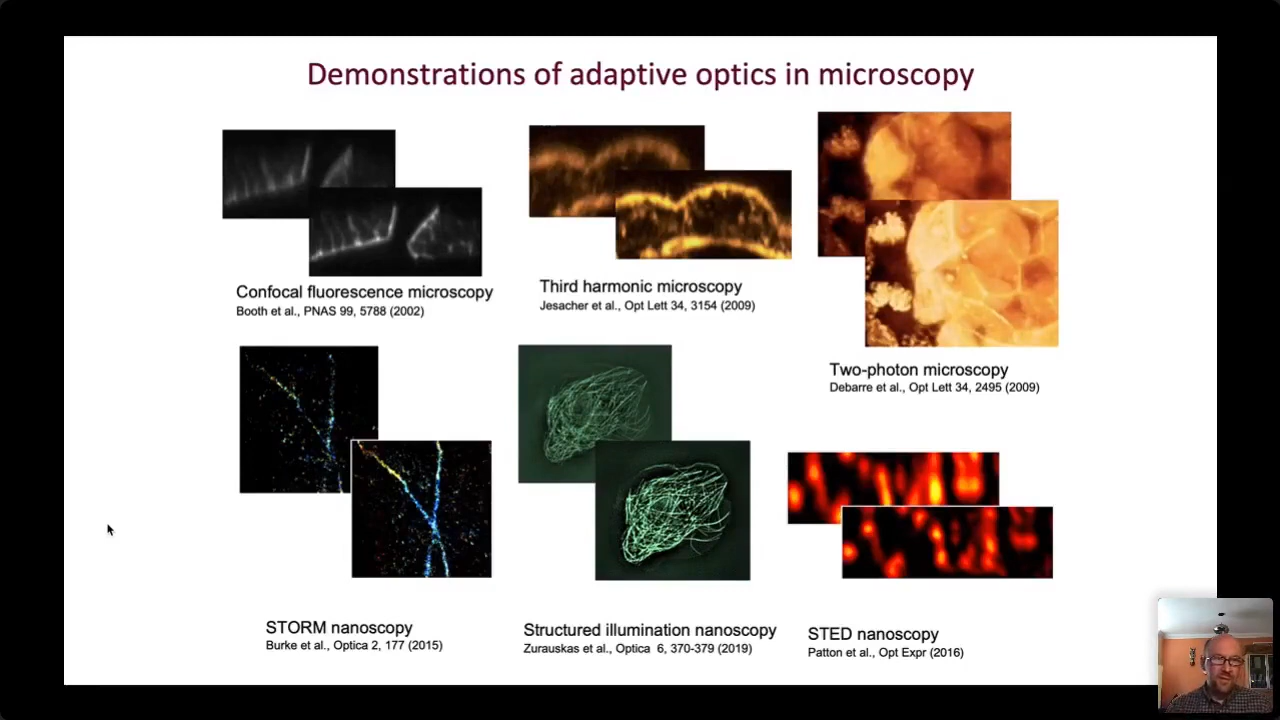 Demonstrations of adaptive optics in microscopy
Confocal fluorescence microscopy
Booth et al., PNAS 99, 5788 (2002)
Third harmonic microscopy
Jesacher et al., Opt Lett 34, 3154 (2009)
Two-photon microscopy
Debarre et al., Opt Lett 34, 2495 (2009)
STORM nanoscopy
Burke et al., Optica 2, 177 (2015)
Structured illumination nanoscopy
Zurauskas et al., Optica 6, 370-379 (2019)
STED nanoscopy
Patton et al., Opt Expr (2016)